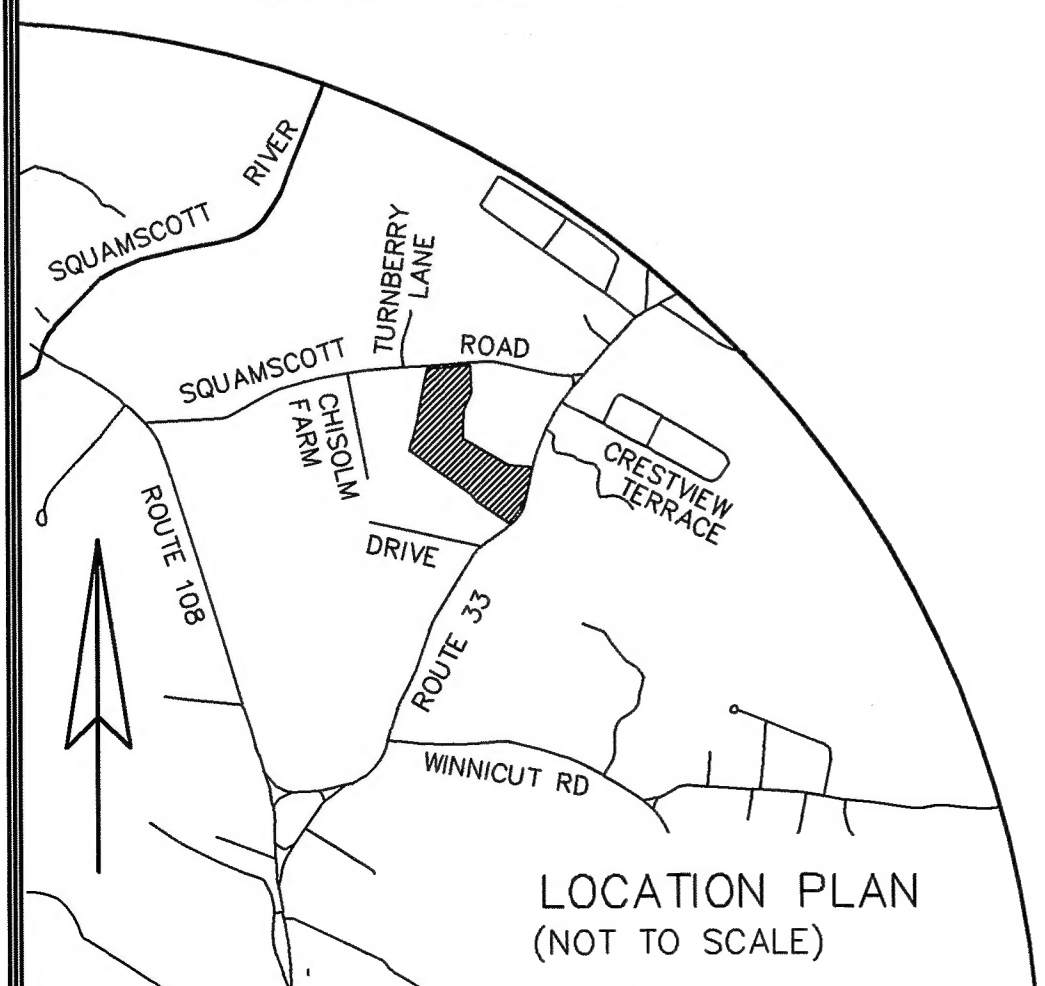 SQUAMSCOTT RIVER
TURNBERRY
LANE
SQUAMSCOTT ROAD
CHISOLM
FARM
DRIVE
CRESTVIEW
TERRACE
ROUTE 108
ROUTE 33
WINNICUT RD
LOCATION PLAN
(NOT TO SCALE)